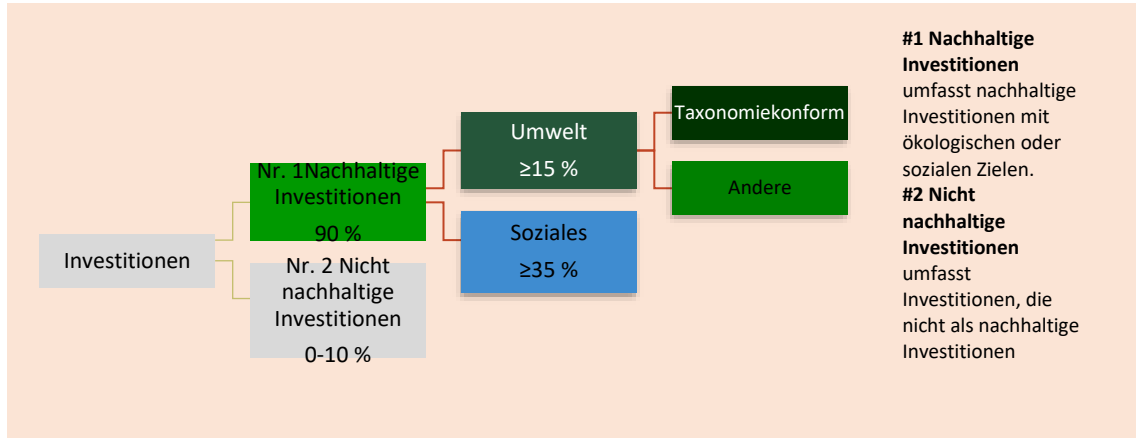 Investitionen
Nr. 1Nachhaltige
Investitionen
90 %
Nr. 2 Nicht
nachhaltige
Investitionen
0-10 %
Umwelt
≥15 %
Soziales
≥35 %
Taxonomiekonform
Andere
#1 Nachhaltige
Investitionen
umfasst nachhaltige
Investitionen mit
ökologischen oder
sozialen Zielen.
#2 Nicht
nachhaltige
Investitionen
umfasst
Investitionen, die
nicht als nachhaltige
Investitionen